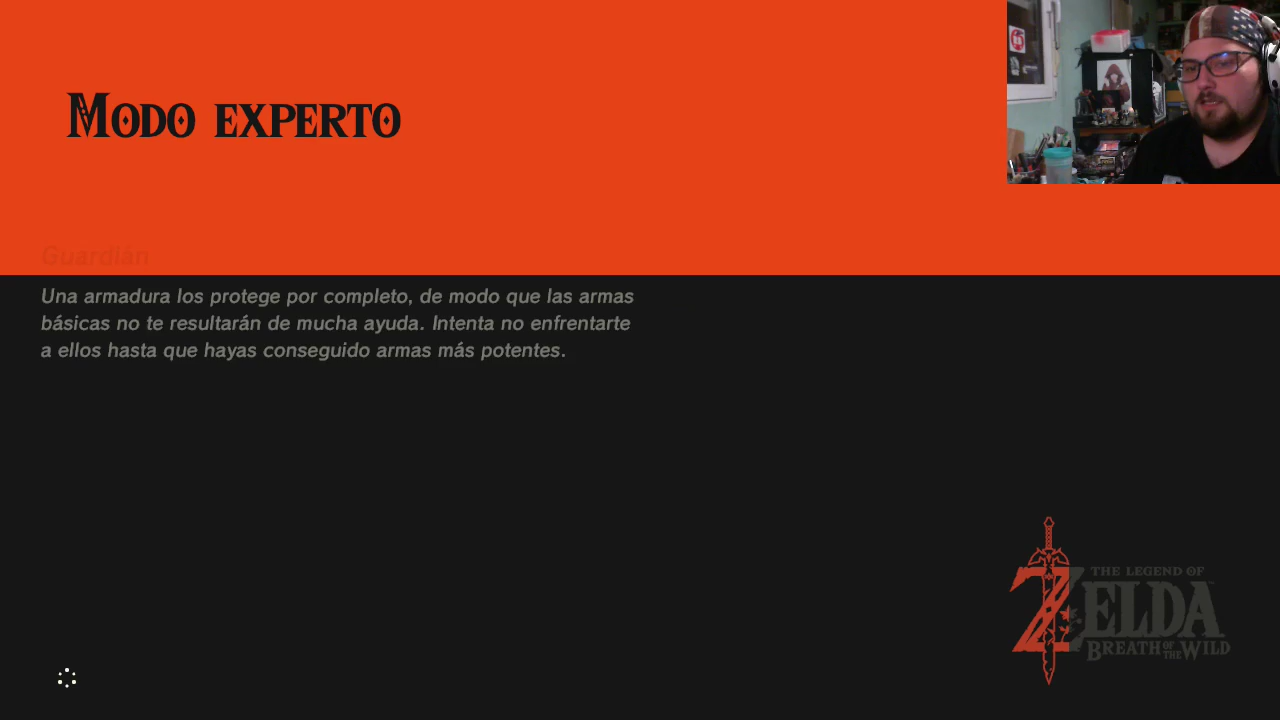 Modo experto
Guardián
Una armadura los protege por completo, de modo que las armas
básicas no te resultarán de mucha ayuda. Intenta no enfrentarte
a ellos hasta que hayas conseguido armas más potentes.
THE LEGEND OF
ZELDA
BREATH OF THE WILD